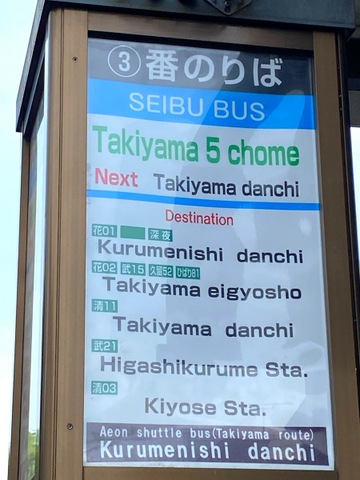 ③番のりば
SEIBU BUS
Takiyama 5 chome
Next Takiyama danchi
Destination
花01 深夜
Kurumenishi danchi
花02 武15 久留52 ひばり81
Takiyama eigyosho
清11
Takiyama danchi
武21
Higashikurume Sta.
清03
Kiyose Sta.
Aeon shuttle bus(Takiyama route)
Kurumenishi danchi